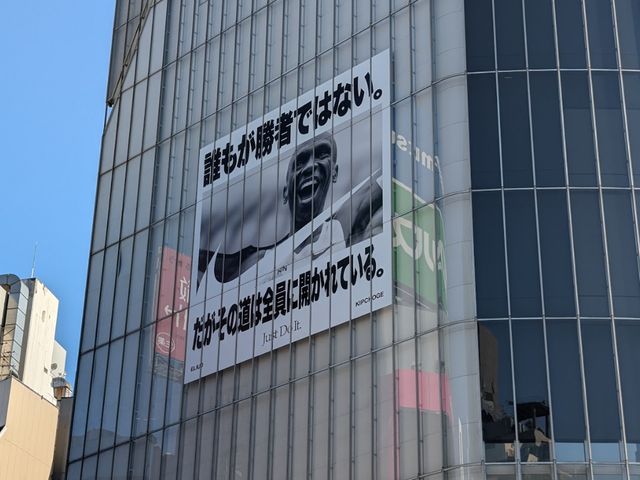 誰もが勝者ではない。
だがその道は全員に開かれている。
ELIUD
KIPCHOGE
Just Do It.